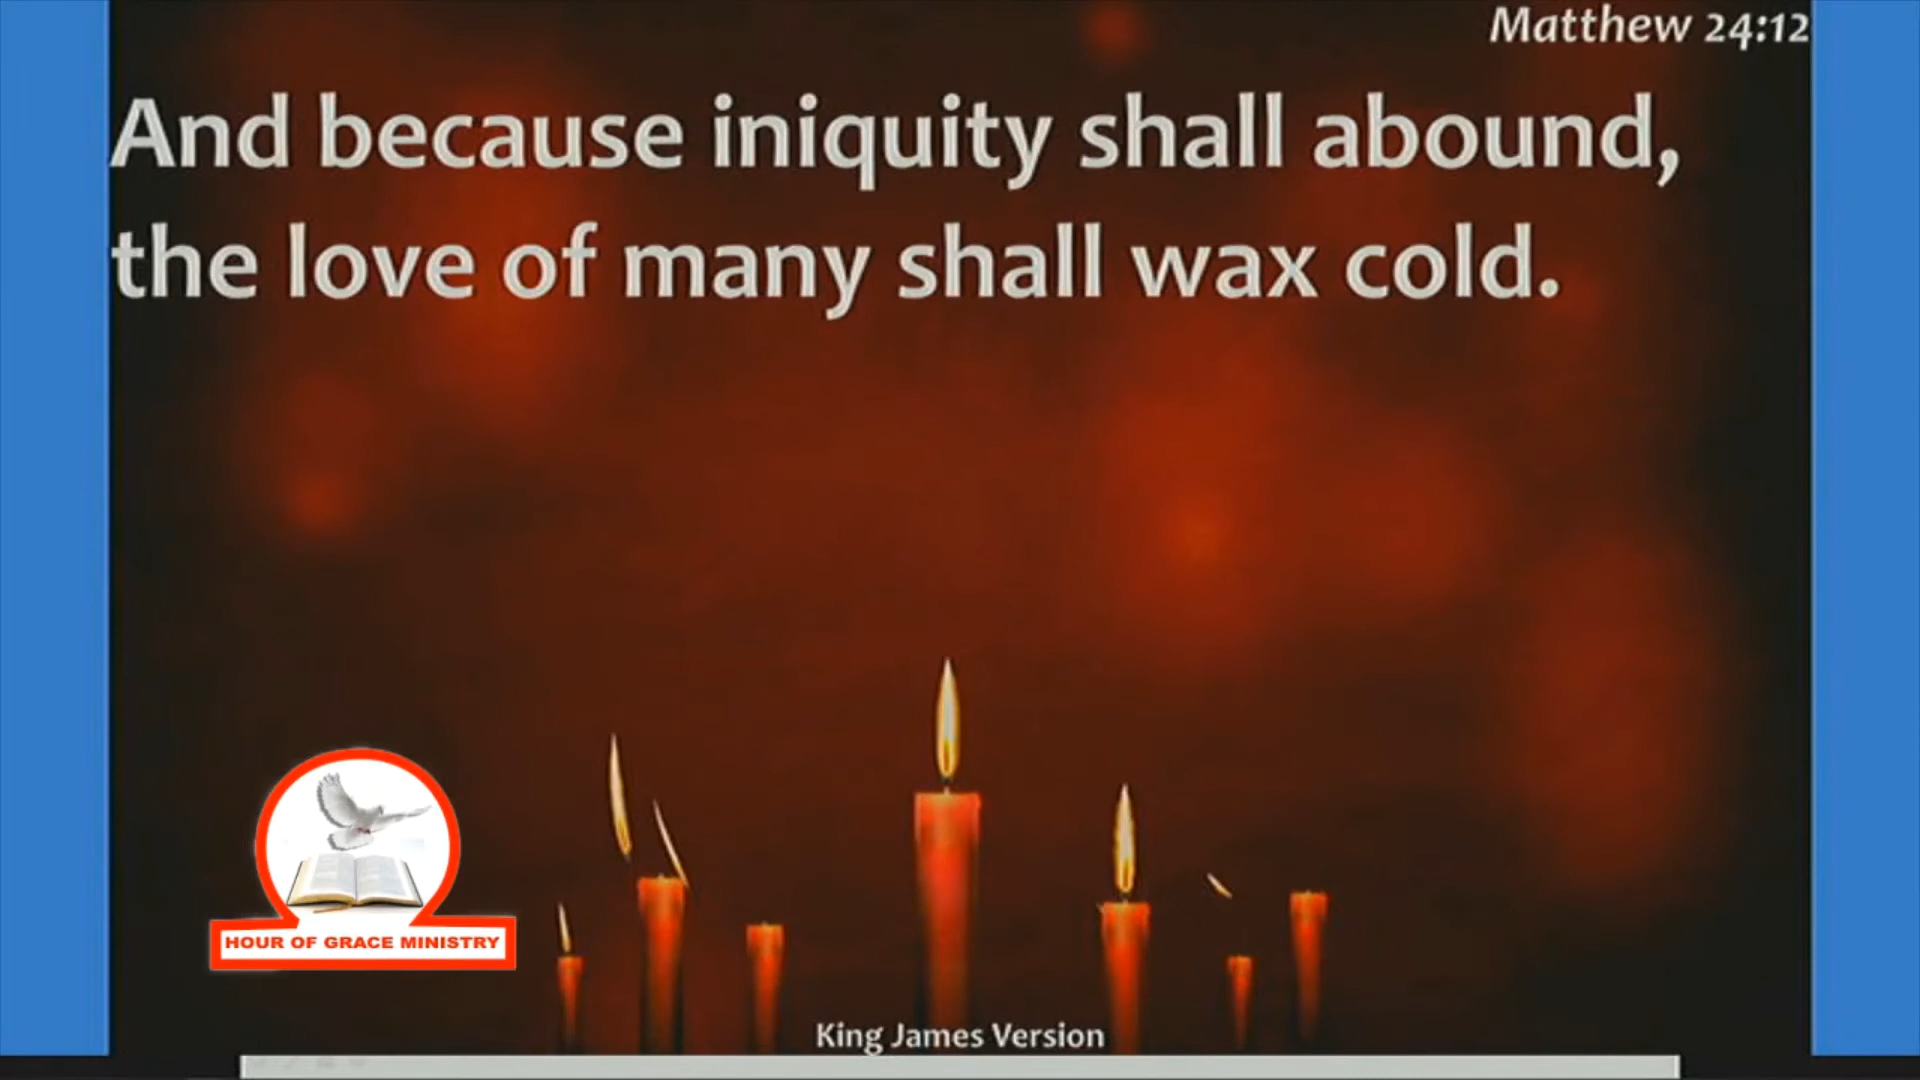 Matthew 24:12
And because iniquity shall abound,
the love of many shall wax cold.
HOUR OF GRACE MINISTRY
King James Version